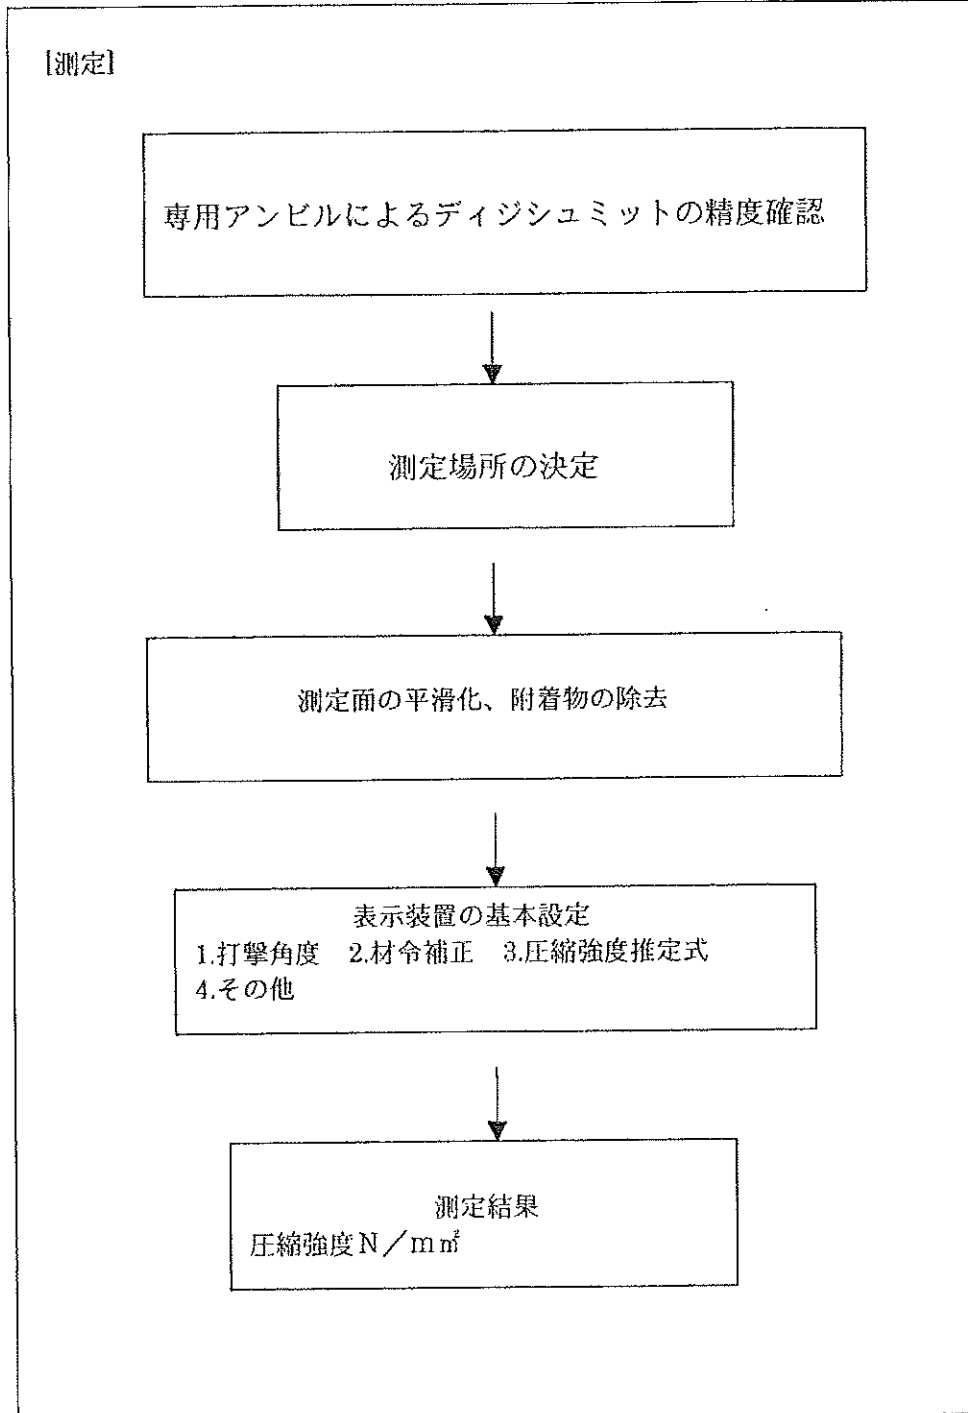 [測定]
専用アンビルによるディジシュミットの精度確認
測定場所の決定
測定面の平滑化、附着物の除去
表示装置の基本設定
1.打撃角度　2.材令補正　3.圧縮強度推定式
4.その他
測定結果
圧縮強度N／m㎡